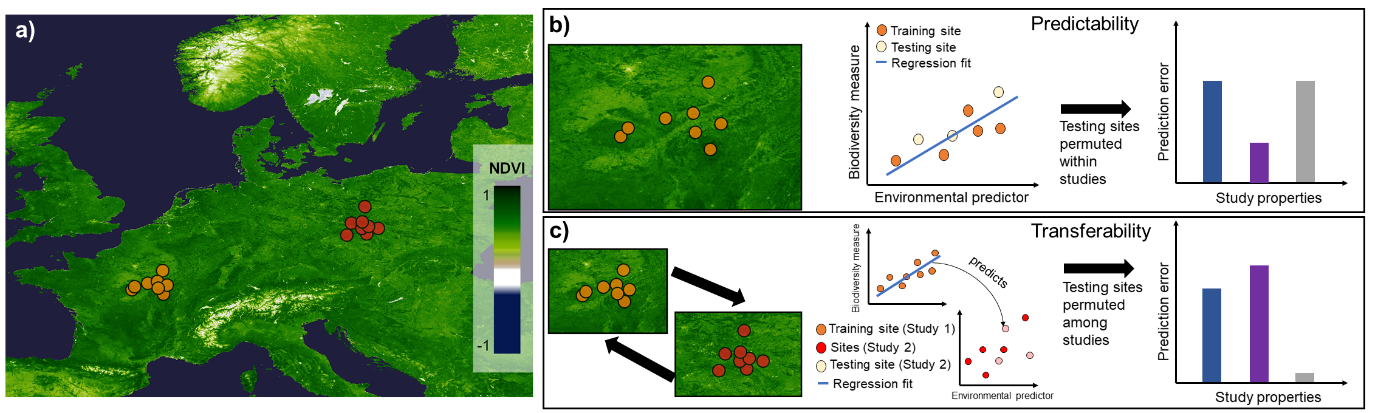 a)
NDVI
1
-1
b)
Training site
Testing site
Regression fit
Biodiversity measure
Environmental predictor
Predictability
Testing sites
permuted
within
studies
Prediction error
Study properties
c)
Biodiversity measure
predicts
Training site (Study 1)
Sites (Study 2)
Testing site (Study 2)
Regression fit
Environmental predictor
Transferability
Testing sites
permuted
among
studies
Prediction error
Study properties